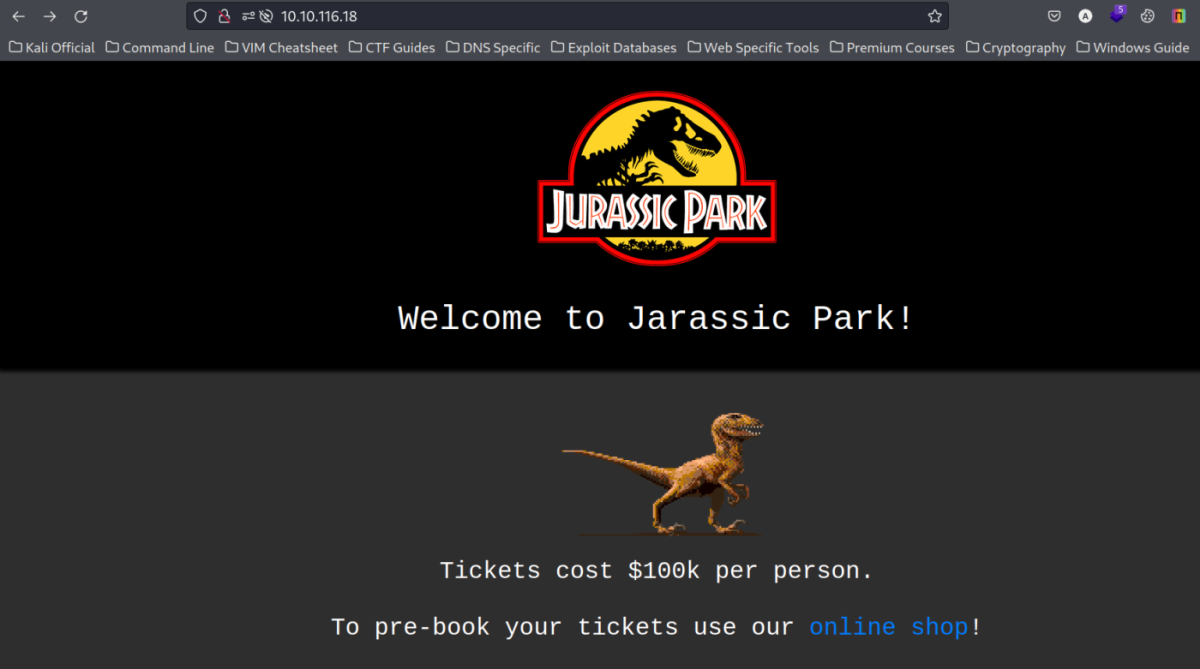 10.10.116.18
5
A
n
Kali Official Command Line VIM Cheatsheet CTF Guides DNS Specific Exploit Databases Web Specific Tools Premium Courses Cryptography Windows Guide
JURASSIC PARK
Welcome to Jarassic Park!
Tickets cost $100k per person.
To pre-book your tickets use our online shop!